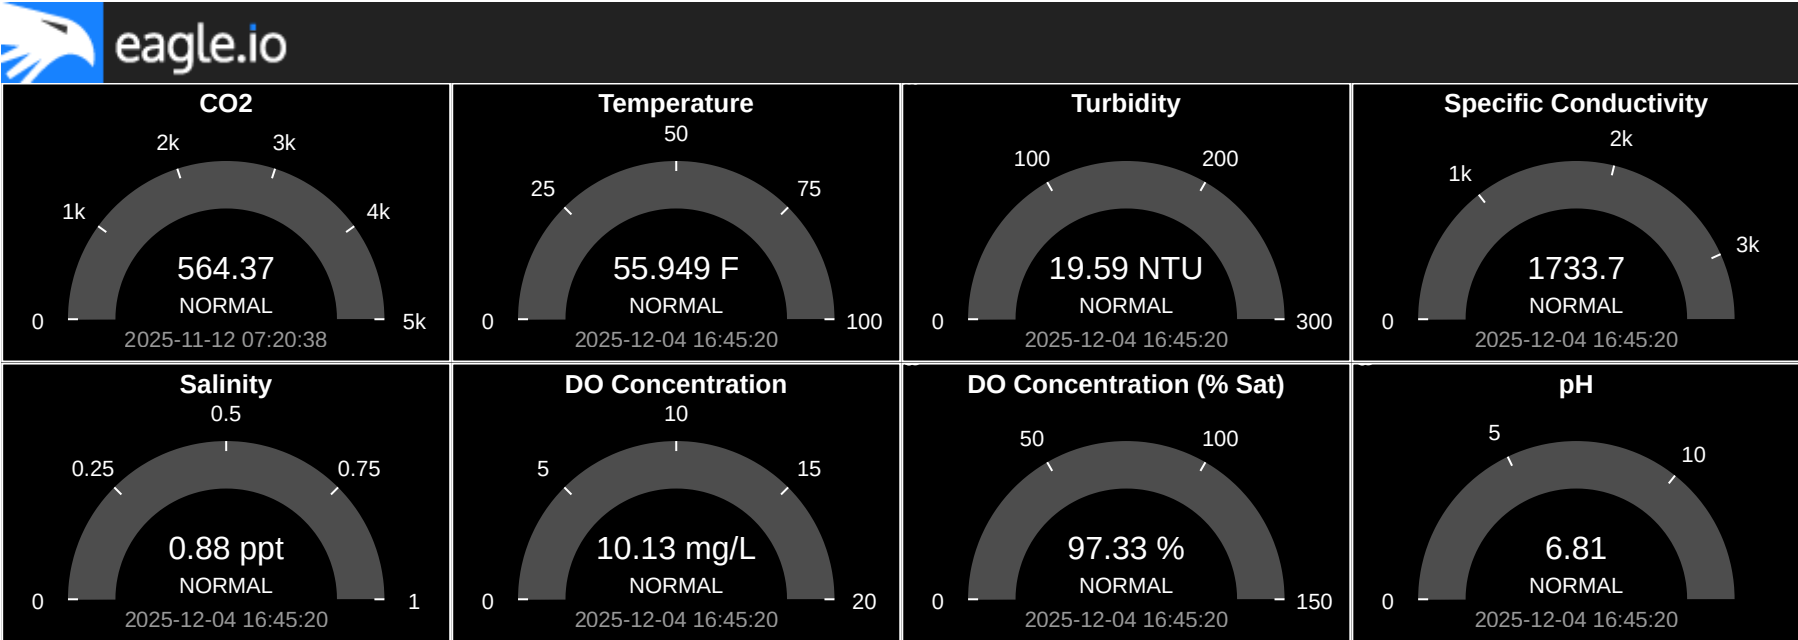 eagle.io
CO2
2k
3k
1k
4k
564.37
NORMAL
0
5k
2025-11-12 07:20:38
Temperature
50
25
75
55.949 F
NORMAL
0
100
2025-12-04 16:45:20
Turbidity
100
200
19.59 NTU
NORMAL
0
300
2025-12-04 16:45:20
Specific Conductivity
2k
1k
3k
1733.7
NORMAL
0
2025-12-04 16:45:20
Salinity
0.5
0.25
0.75
0.88 ppt
NORMAL
0
1
2025-12-04 16:45:20
DO Concentration
10
5
15
10.13 mg/L
NORMAL
0
20
2025-12-04 16:45:20
DO Concentration (% Sat)
50
100
97.33 %
NORMAL
0
150
2025-12-04 16:45:20
pH
5
10
6.81
NORMAL
0
2025-12-04 16:45:20